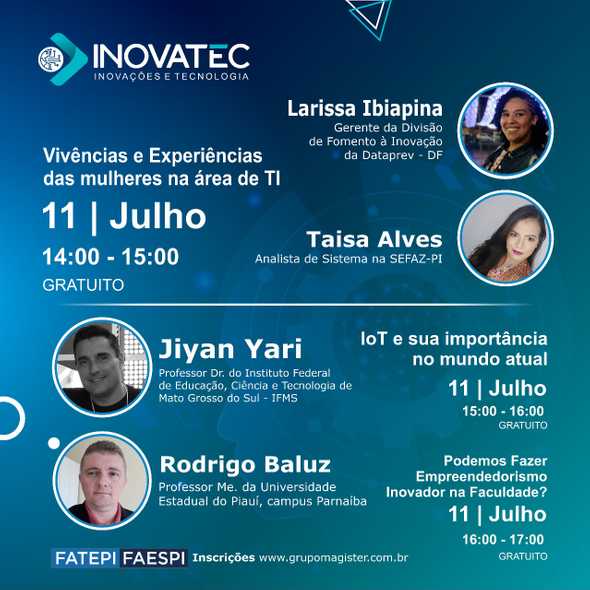 INOVATEC
INOVAÇÕES E TECNOLOGIA
Vivências e Experiências
das mulheres na área de TI
11 | Julho
14:00 - 15:00
GRATUITO
Larissa Ibiapina
Gerente da Divisão
de Fomento à Inovação
da Dataprev - DF
Taisa Alves
Analista de Sistema na SEFAZ-PI
Jiyan Yari
Professor Dr. do Instituto Federal
de Educação, Ciência e Tecnologia de
Mato Grosso do Sul - IFMS
IoT e sua importância
no mundo atual
11 | Julho
15:00 - 16:00
GRATUITO
Rodrigo Baluz
Professor Me. da Universidade
Estadual do Piauí, campus Parnaíba
Podemos Fazer
Empreendedorismo
Inovador na Faculdade?
11 | Julho
16:00 - 17:00
GRATUITO
FATEPI FAESPI Inscrições www.grupomagister.com.br